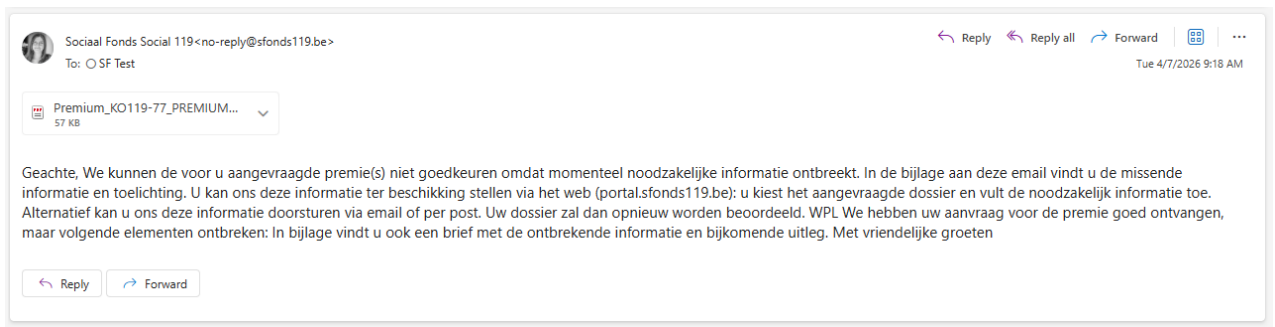 Sociaal Fonds Social 119<no-reply@sfonds119.be>
Reply
Reply all
Forward
To: SF Test
Tue 4/7/2026 9:18 AM
Premium_KO119-77_PREMIUM...
57 KB
Geachte, We kunnen de voor u aangevraagde premie(s) niet goedkeuren omdat momenteel noodzakelijke informatie ontbreekt. In de bijlage aan deze email vindt u de missende
informatie en toelichting. U kan ons deze informatie ter beschikking stellen via het web (portal.sfonds119.be): u kiest het aangevraagde dossier en vult de noodzakelijk informatie toe.
Alternatief kan u ons deze informatie doorsturen via email of per post. Uw dossier zal dan opnieuw worden beoordeeld. WPL We hebben uw aanvraag voor de premie goed ontvangen,
maar volgende elementen ontbreken: In bijlage vindt u ook een brief met de ontbrekende informatie en bijkomende uitleg. Met vriendelijke groeten
Reply
Forward